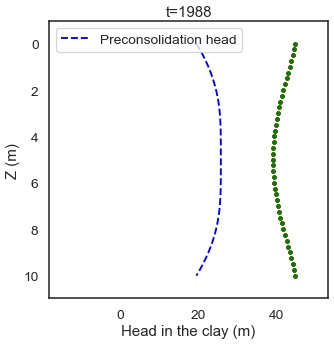 t=1988
Preconsolidation head
0
2
4
6
8
10
Z (m)
0
20
40
Head in the clay (m)